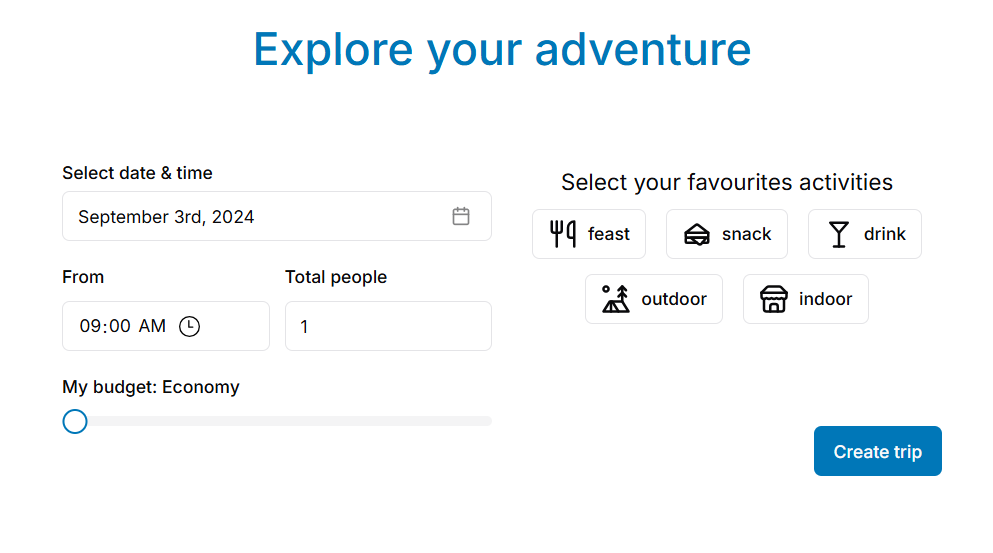 Explore your adventure
Select date & time
September 3rd, 2024
From
Total people
09:00 AM
1
My budget: Economy
Select your favourites activities
feast
snack
drink
outdoor
indoor
Create trip